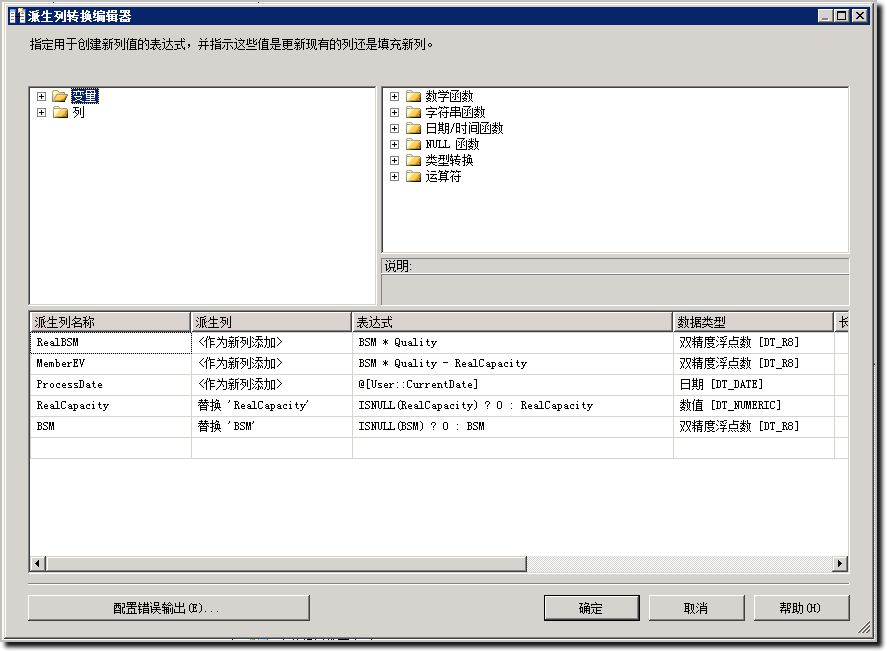 派生列转换编辑器
指定用于创建新列值的表达式，并指示这些值是更新现有的列还是填充新列。
变量
列
数学函数
字符串函数
日期/时间函数
NULL 函数
类型转换
运算符
说明:
派生列名称 派生列 表达式 数据类型 长
RealBSM <作为新列添加> BSM * Quality 双精度浮点数 [DT_R8]
MemberEV <作为新列添加> BSM * Quality - RealCapacity 双精度浮点数 [DT_R8]
ProcessDate <作为新列添加> @[User::CurrentDate] 日期 [DT_DATE]
RealCapacity 替换 'RealCapacity' ISNULL(RealCapacity) ? 0 : RealCapacity 数值 [DT_NUMERIC]
BSM 替换 'BSM' ISNULL(BSM) ? 0 : BSM 双精度浮点数 [DT_R8]
配置错误输出(E)... 确定 取消 帮助(H)